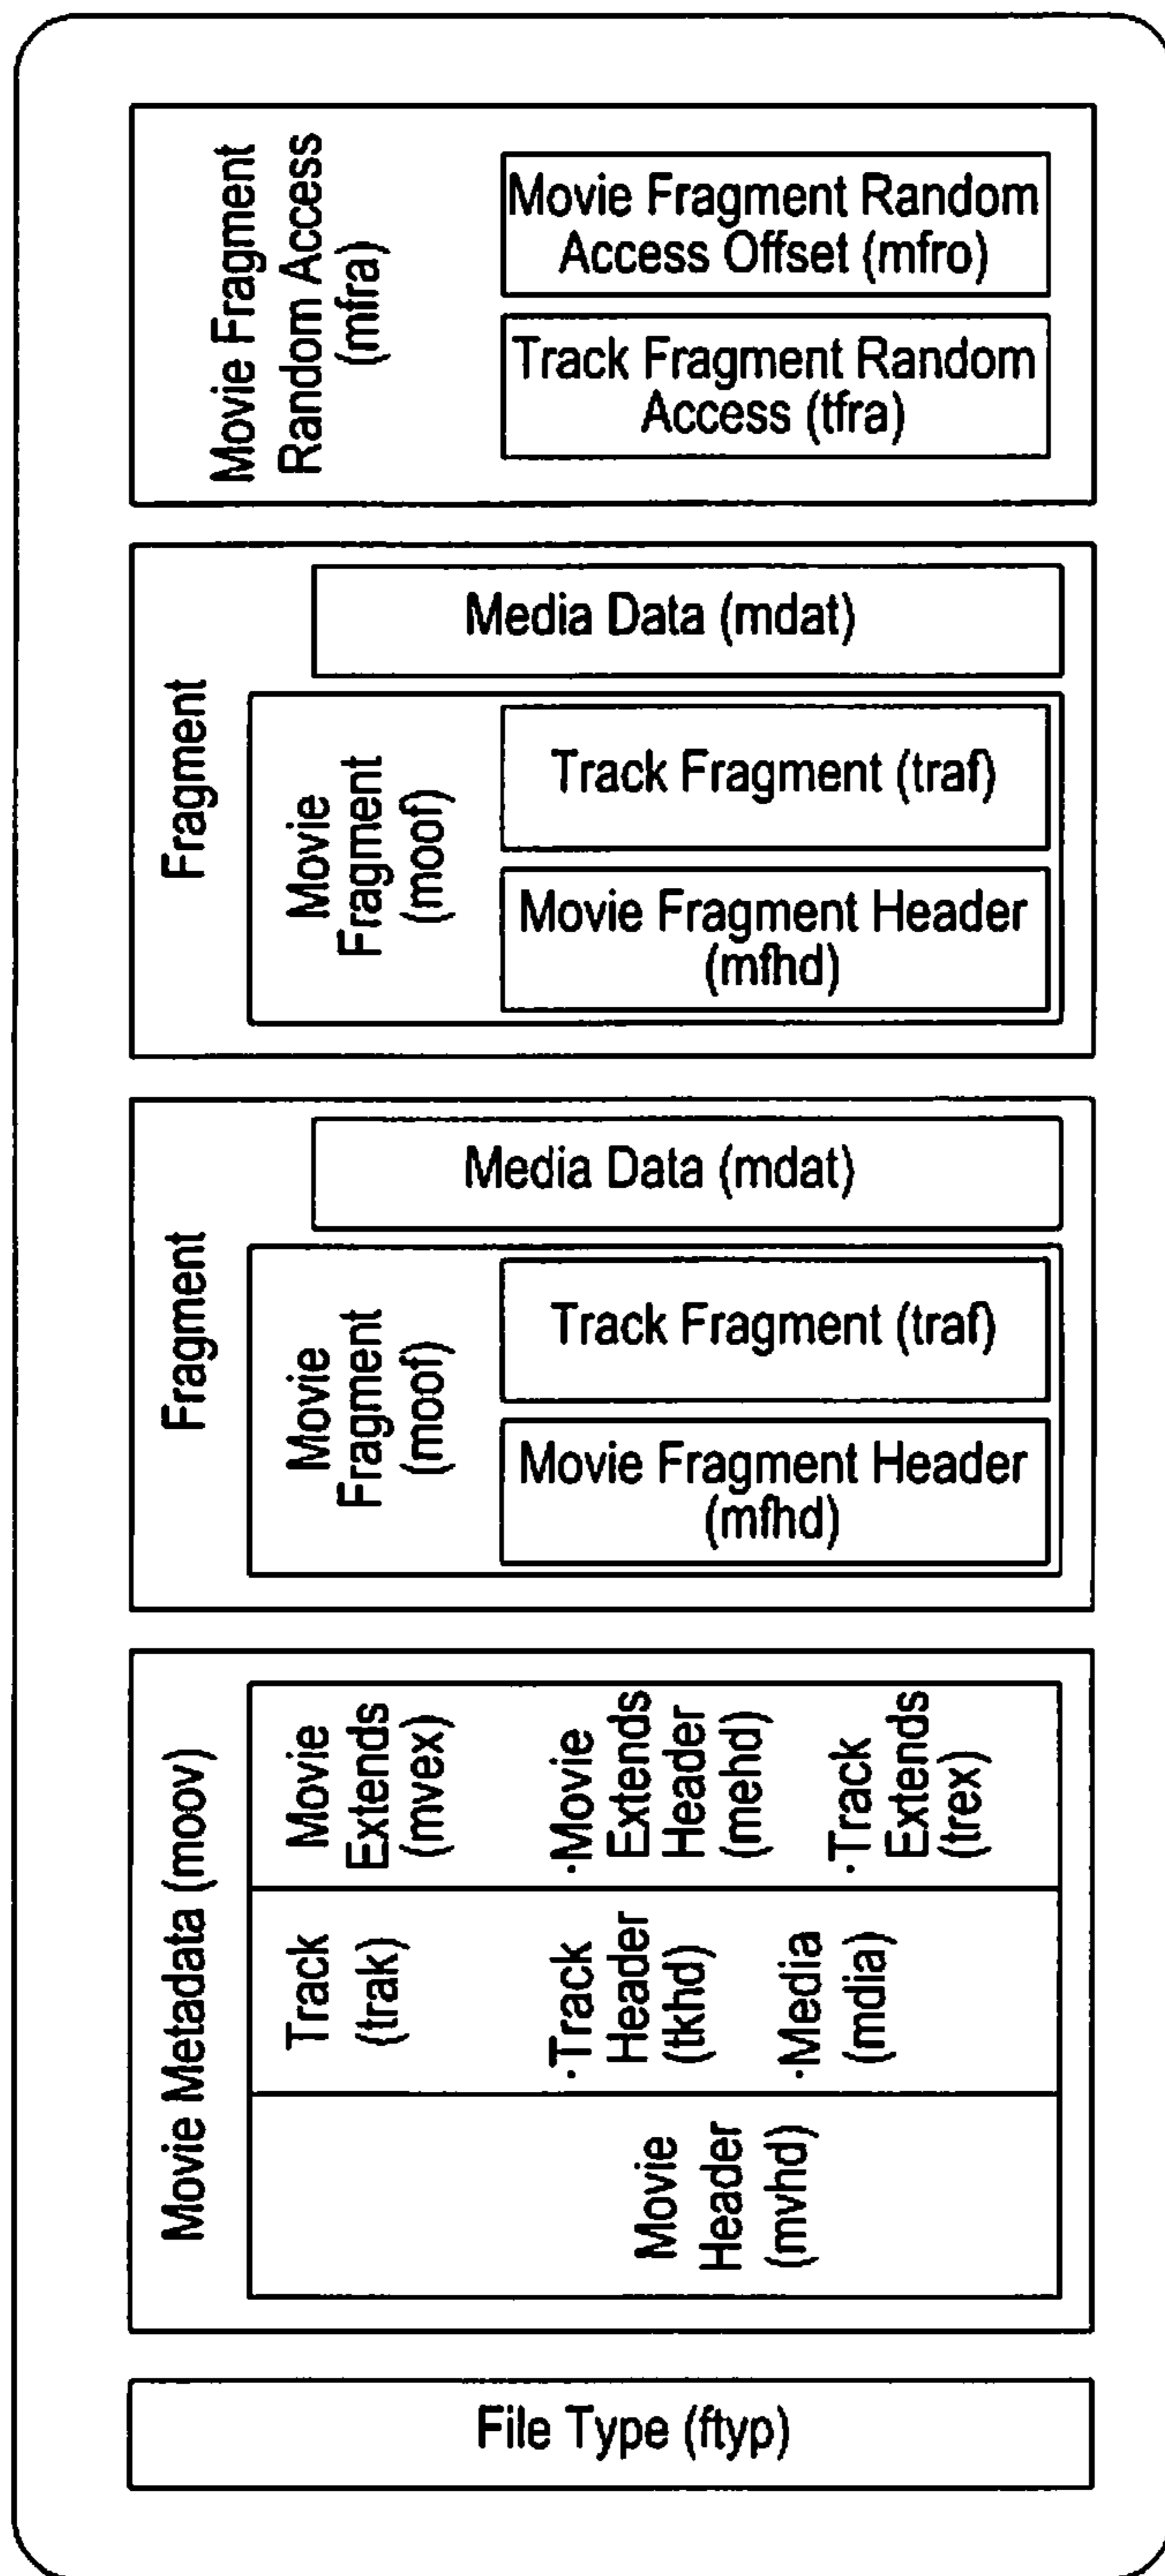 Movie Fragment
Random Access
(mfra)
Movie Fragment Random
Access Offset (mfro)
Track Fragment Random
Access (tfra)
Fragment
Media Data (mdat)
Movie
Fragment
(moof)
Track Fragment (traf)
Movie Fragment Header
(mfhd)
Fragment
Media Data (mdat)
Movie
Fragment
(moof)
Track Fragment (traf)
Movie Fragment Header
(mfhd)
Movie Metadata (moov)
Movie
Extends
(mvex)
·Movie
Extends
Header
(mehd)
·Track
Extends
(trex)
Track
(trak)
·Track
Header
(tkhd)
·Media
(mdia)
Movie
Header
(mvhd)
File Type (ftyp)